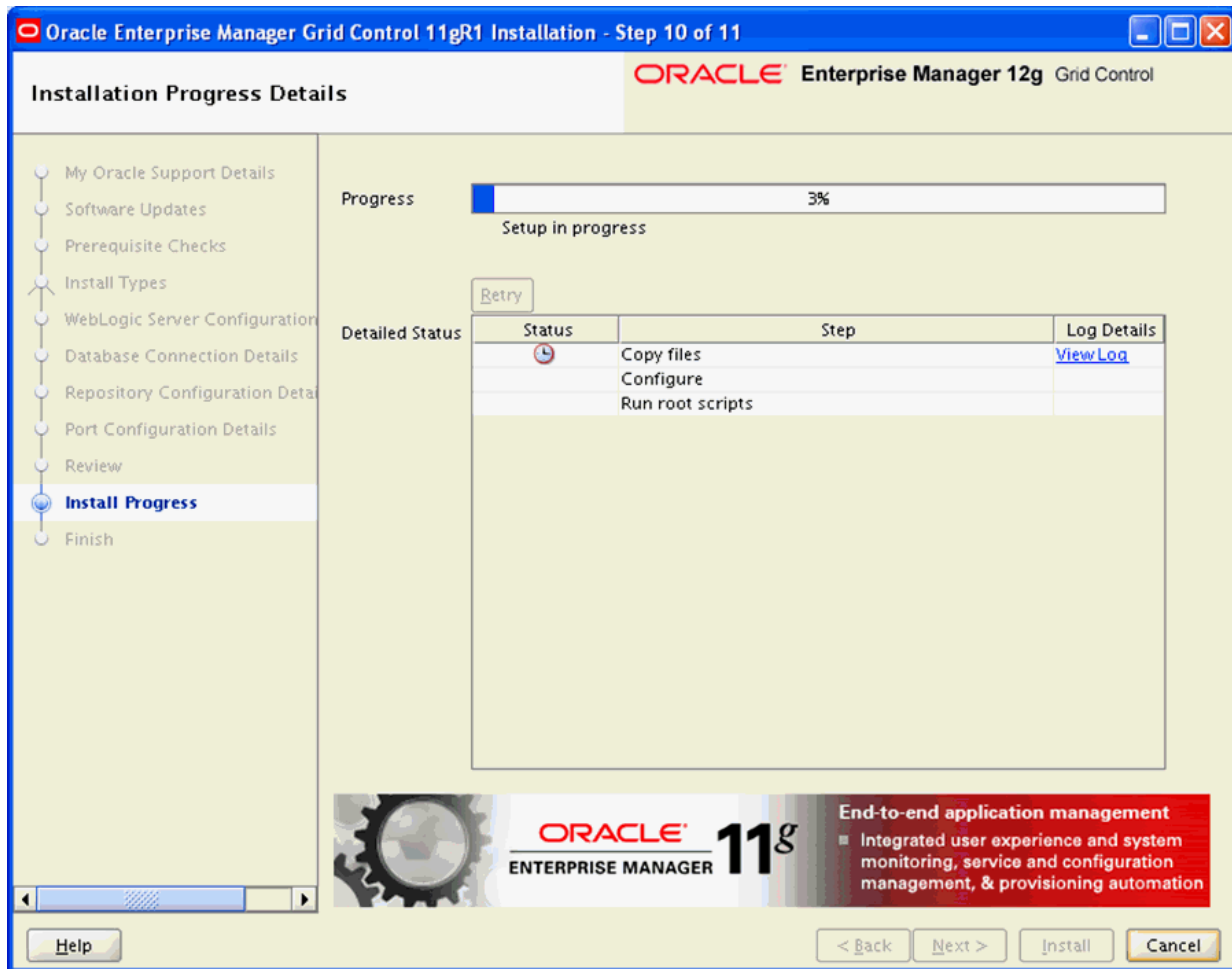 Oracle Enterprise Manager Grid Control 11gR1 Installation - Step 10 of 11
Installation Progress Details
ORACLE Enterprise Manager 12g Grid Control
My Oracle Support Details
Software Updates
Prerequisite Checks
Install Types
WebLogic Server Configuration
Database Connection Details
Repository Configuration Detai
Port Configuration Details
Review
Install Progress
Finish
Progress
3%
Setup in progress
Retry
Detailed Status
Status Step Log Details
Copy files View Log
Configure
Run root scripts
ORACLE
ENTERPRISE MANAGER 11g
End-to-end application management
Integrated user experience and system
monitoring, service and configuration
management, & provisioning automation
Help < Back Next > Install Cancel